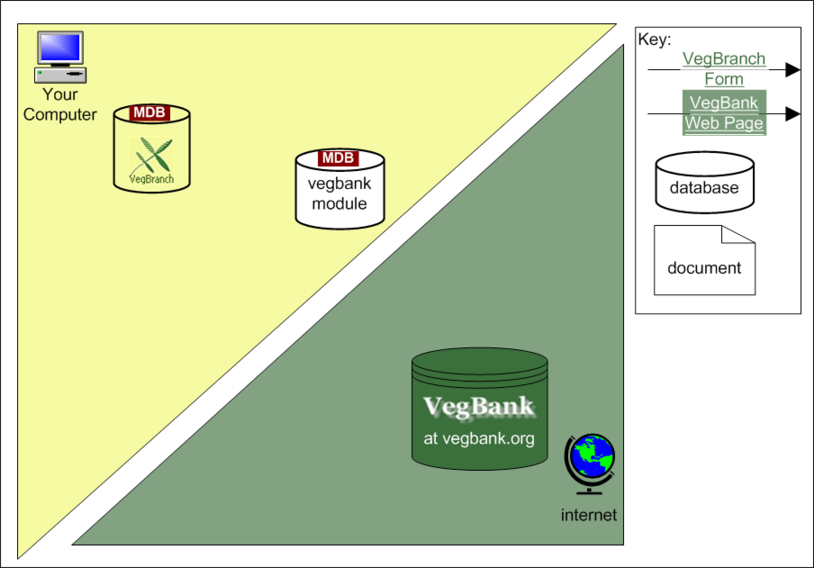 Your
Computer
MDB
VegBranch
MDB
vegbank
module
VegBank
at vegbank.org
internet
Key:
VegBranch
Form
VegBank
Web Page
database
document